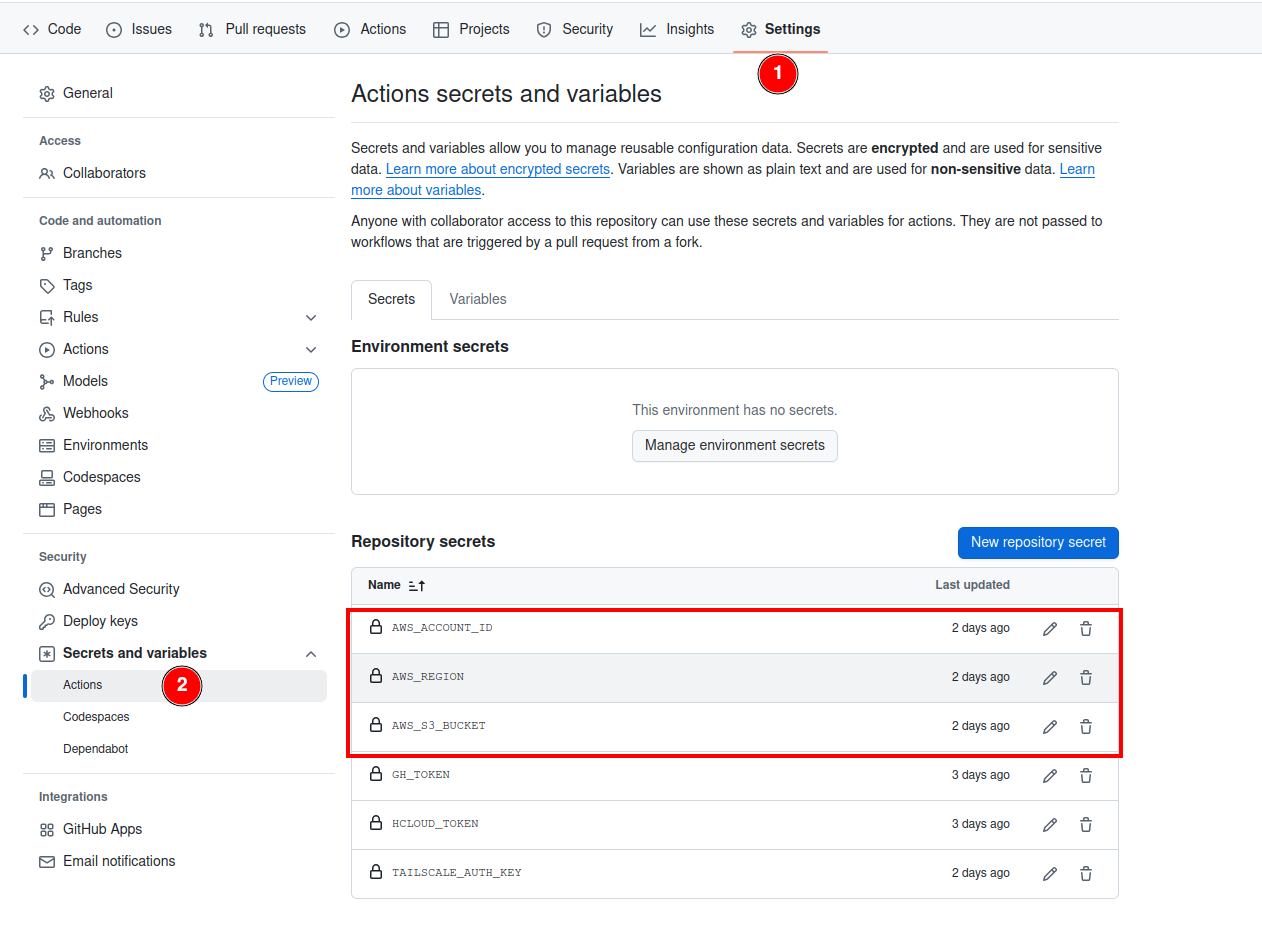 Code Issues Pull requests Actions Projects Security Insights Settings
1
General
Access
Collaborators
Code and automation
Branches
Tags
Rules
Actions
Models Preview
Webhooks
Environments
Codespaces
Pages
Security
Advanced Security
Deploy keys
Secrets and variables
Actions 2
Codespaces
Dependabot
Integrations
GitHub Apps
Email notifications
Actions secrets and variables
Secrets and variables allow you to manage reusable configuration data. Secrets are encrypted and are used for sensitive
data. Learn more about encrypted secrets. Variables are shown as plain text and are used for non-sensitive data. Learn
more about variables.
Anyone with collaborator access to this repository can use these secrets and variables for actions. They are not passed to
workflows that are triggered by a pull request from a fork.
Secrets Variables
Environment secrets
This environment has no secrets.
Manage environment secrets
Repository secrets New repository secret
Name Last updated
AWS_ACCOUNT_ID 2 days ago
AWS_REGION 2 days ago
AWS_S3_BUCKET 2 days ago
GH_TOKEN 3 days ago
HCLOUD_TOKEN 3 days ago
TAILSCALE_AUTH_KEY 2 days ago